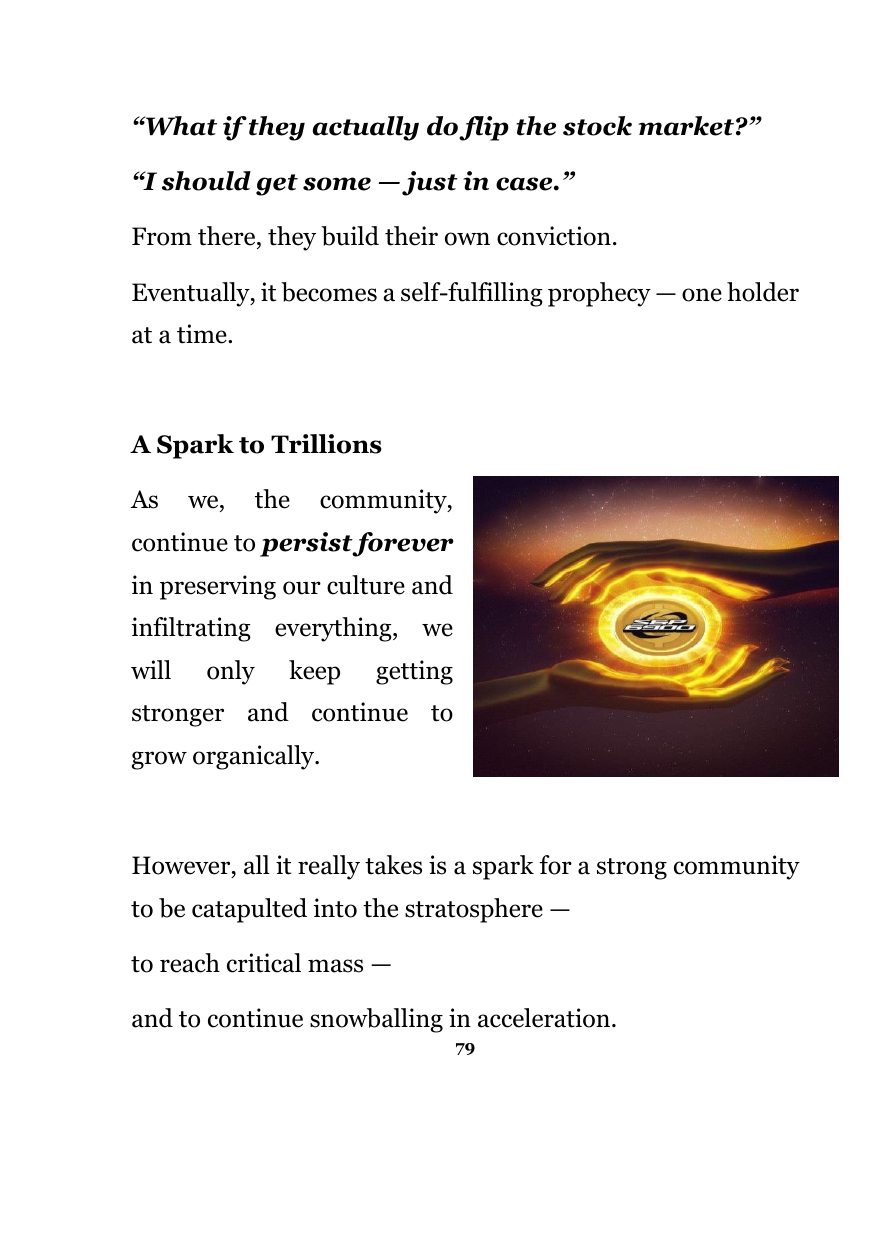 “What if they actually do flip the stock market?”
“I should get some — just in case.”
From there, they build their own conviction.
Eventually, it becomes a self-fulfilling prophecy — one holder
at a time.
A Spark to Trillions
As we, the community,
continue to persist forever
in preserving our culture and
infiltrating everything, we
will only keep getting
stronger and continue to
grow organically.
SPX
6900
However, all it really takes is a spark for a strong community
to be catapulted into the stratosphere —
to reach critical mass —
and to continue snowballing in acceleration.
79